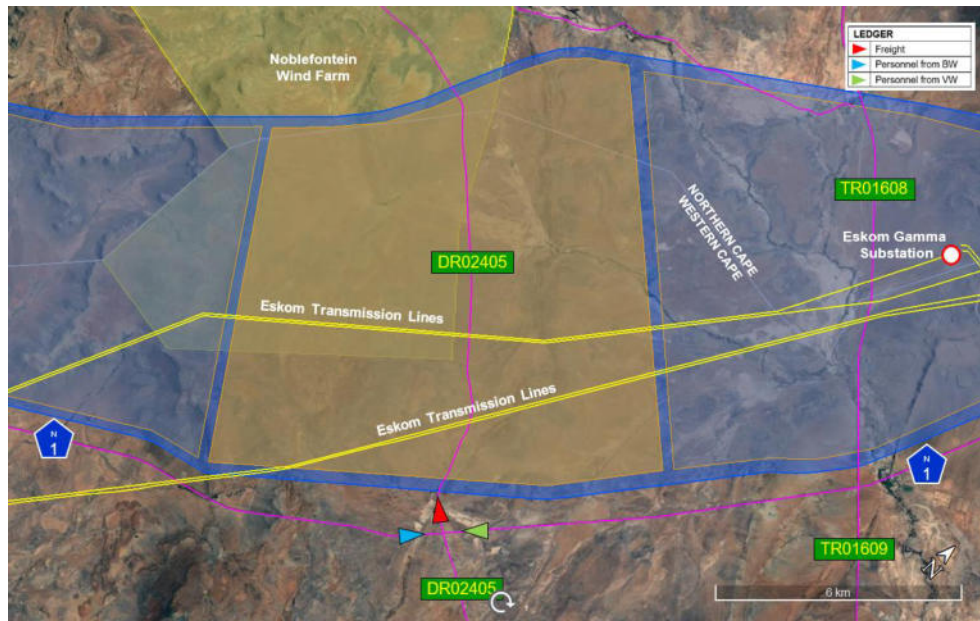 Noblefontein
Wind Farm
LEDGER
Freight
Personnel from BW
Personnel from VW
TR01608
NORTHERN CAPE
WESTERN CAPE
Eskom Gamma
Substation
DR02405
Eskom Transmission Lines
Eskom Transmission Lines
N
1
N
1
TR01609
N
DR02405
6 km